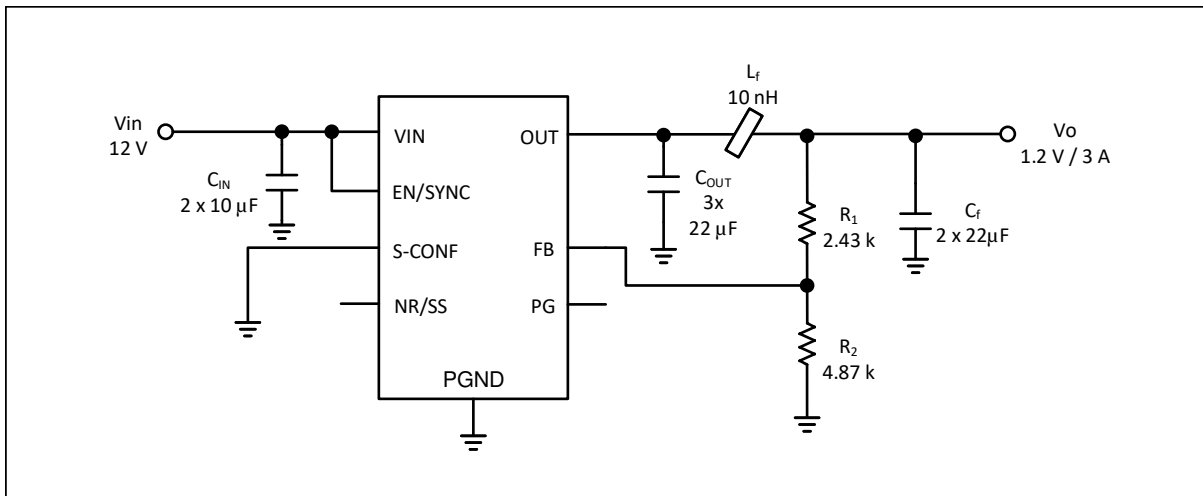 Vin
12 V
C_IN
2 x 10 µF
VIN
EN/SYNC
S-CONF
NR/SS
PGND
OUT
FB
PG
L_f
10 nH
C_OUT
3x
22 µF
R_1
2.43 k
R_2
4.87 k
C_f
2 x 22µF
Vo
1.2 V / 3 A